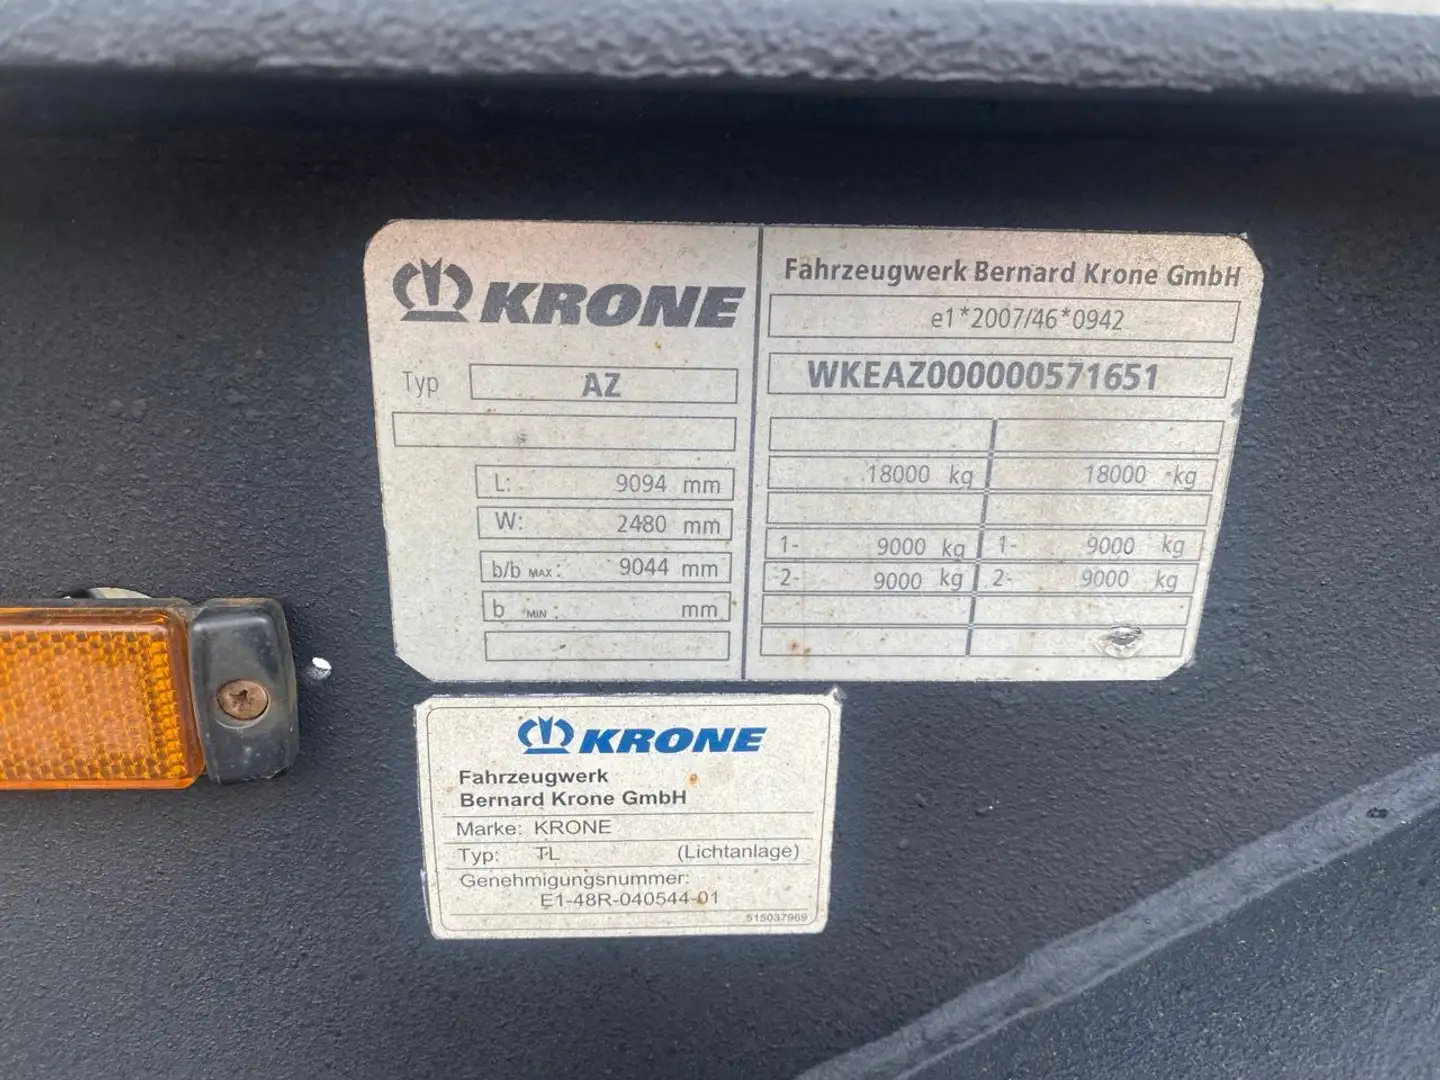 KRONE
Typ AZ
L: 9094 mm
W: 2480 mm
b/b MAX: 9044 mm
b MIN: mm
Fahrzeugwerk Bernard Krone GmbH
e1*2007/46*0942
WKEAZ000000571651
18000 kg 18000 kg
1- 9000 kg 1- 9000 kg
2- 9000 kg 2- 9000 kg
KRONE
Fahrzeugwerk
Bernard Krone GmbH
Marke: KRONE
Typ: TL (Lichtanlage)
Genehmigungsnummer:
E1-48R-040544-01
515037969